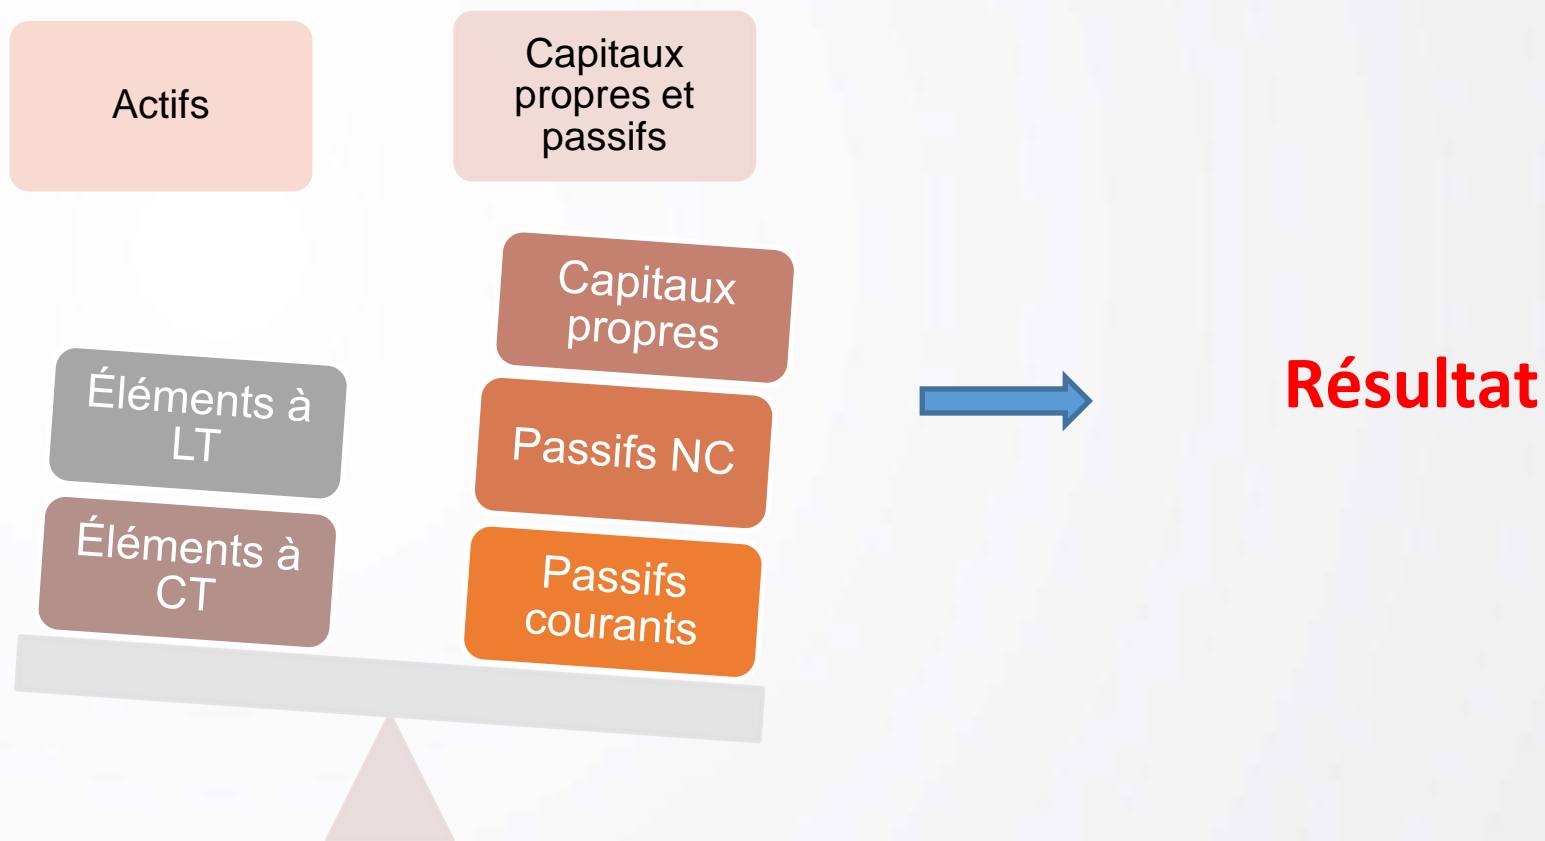 Actifs
Capitaux
propres et
passifs
Éléments à
LT
Éléments à
CT
Capitaux
propres
Passifs NC
Passifs
courants
Résultat